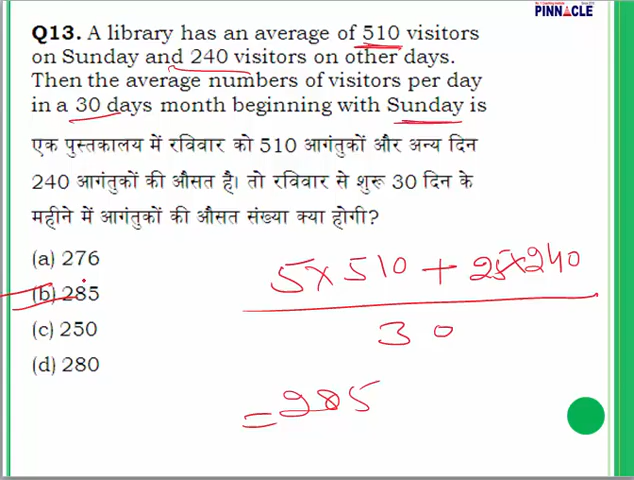 PINNACLE
Q13. A library has an average of 510 visitors
on Sunday and 240 visitors on other days.
Then the average numbers of visitors per day
in a 30 days month beginning with Sunday is
एक पुस्तकालय में रविवार को 510 आगंतुकों और अन्य दिन
240 आगंतुकों की औसत है। तो रविवार से शुरू 30 दिन के
महीने में आगंतुकों की औसत संख्या क्या होगी?
(a) 276
(b) 285
(c) 250
(d) 280
5×510 + 25×240
30
=285